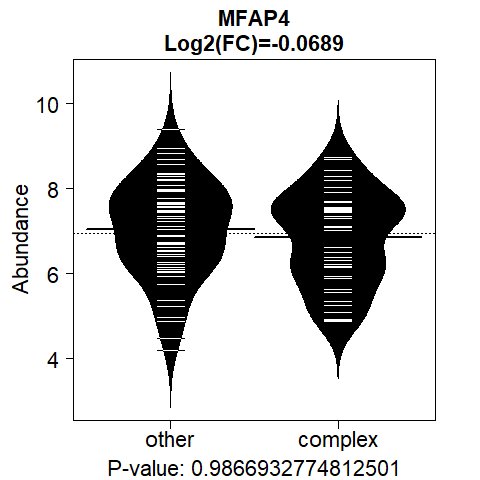 MFAP4
Log2(FC)=-0.0689
Abundance
10
8
6
4
other complex
P-value: 0.9866932774812501